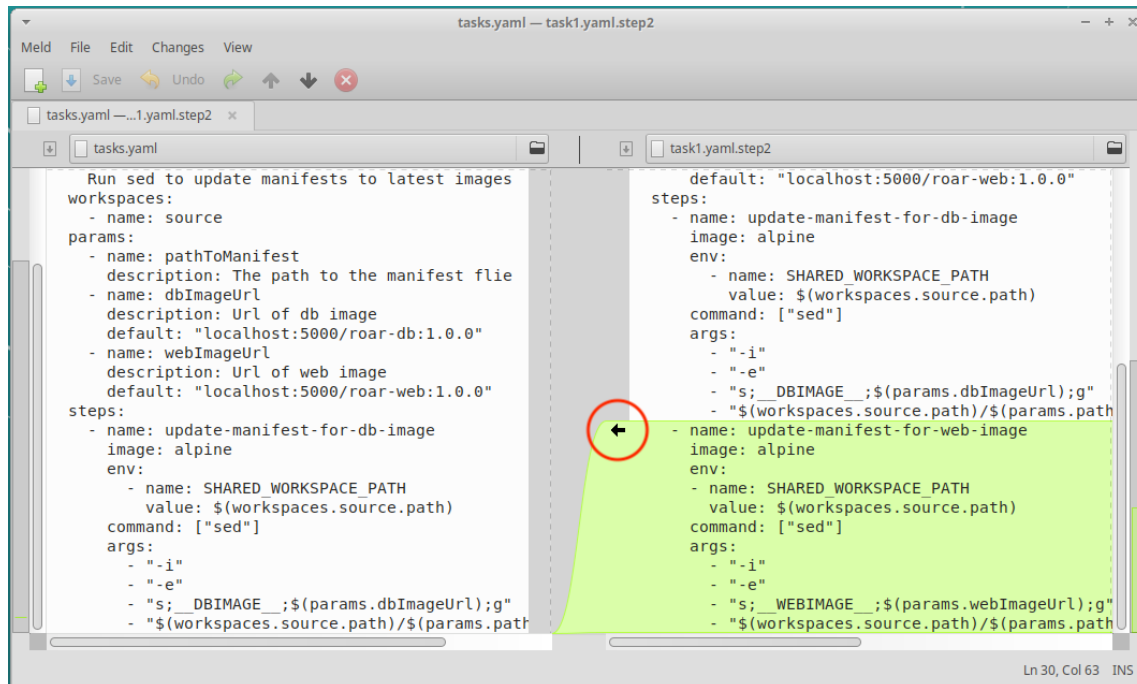 tasks.yaml — task1.yaml.step2
Meld File Edit Changes View
Save Undo
tasks.yaml —...1.yaml.step2
tasks.yaml
Run sed to update manifests to latest images
workspaces:
- name: source
params:
- name: pathToManifest
description: The path to the manifest flie
- name: dbImageUrl
description: Url of db image
default: "localhost:5000/roar-db:1.0.0"
- name: webImageUrl
description: Url of web image
default: "localhost:5000/roar-web:1.0.0"
steps:
- name: update-manifest-for-db-image
image: alpine
env:
- name: SHARED_WORKSPACE_PATH
value: $(workspaces.source.path)
command: ["sed"]
args:
- "-i"
- "-e"
- "s;__DBIMAGE__;$(params.dbImageUrl);g"
- "$(workspaces.source.path)/$(params.path
task1.yaml.step2
default: "localhost:5000/roar-web:1.0.0"
steps:
- name: update-manifest-for-db-image
image: alpine
env:
- name: SHARED_WORKSPACE_PATH
value: $(workspaces.source.path)
command: ["sed"]
args:
- "-i"
- "-e"
- "s;__DBIMAGE__;$(params.dbImageUrl);g"
- "$(workspaces.source.path)/$(params.path
- name: update-manifest-for-web-image
image: alpine
env:
- name: SHARED_WORKSPACE_PATH
value: $(workspaces.source.path)
command: ["sed"]
args:
- "-i"
- "-e"
- "s;__WEBIMAGE__;$(params.webImageUrl);g"
- "$(workspaces.source.path)/$(params.path
Ln 30, Col 63 INS